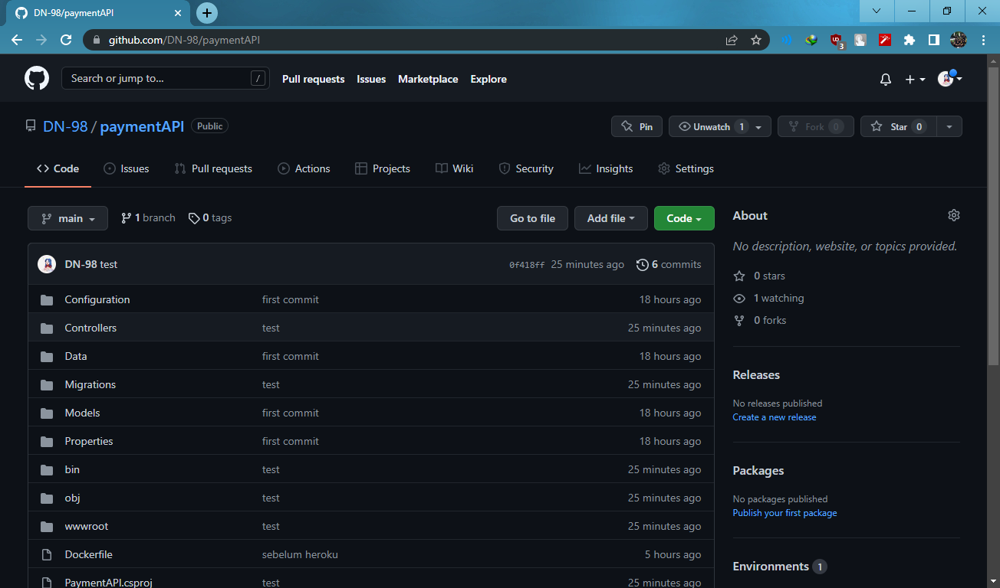 DN-98/paymentAPI
github.com/DN-98/paymentAPI
3
Search or jump to... /
Pull requests Issues Marketplace Explore
DN-98 / paymentAPI Public
Pin Unwatch 1 Fork 0 Star 0
Code Issues Pull requests Actions Projects Wiki Security Insights Settings
main 1 branch 0 tags Go to file Add file Code
DN-98 test 0f418ff 25 minutes ago 6 commits
Configuration first commit 18 hours ago
Controllers test 25 minutes ago
Data first commit 18 hours ago
Migrations test 25 minutes ago
Models first commit 18 hours ago
Properties first commit 18 hours ago
bin test 25 minutes ago
obj test 25 minutes ago
wwwroot test 25 minutes ago
Dockerfile sebelum heroku 5 hours ago
PaymentAPI.csproj test 25 minutes ago
About
No description, website, or topics provided.
0 stars
1 watching
0 forks
Releases
No releases published
Create a new release
Packages
No packages published
Publish your first package
Environments 1